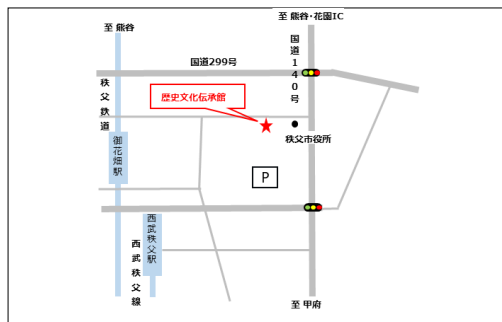 至 熊谷・花園IC
至 熊谷
国道140号
国道299号
秩父鉄道
歴史文化伝承館
秩父市役所
御花畑駅
P
西武秩父駅
西武秩父線
至 甲府